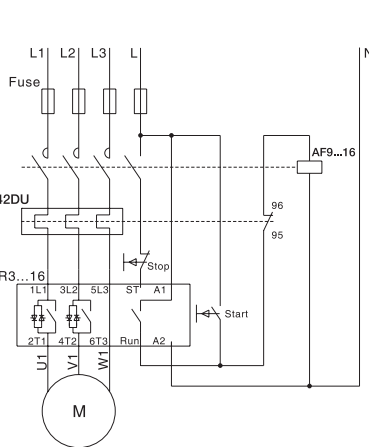 L1 L2 L3 L
Fuse
AF9...16
42DU
96
95
Stop
R3...16
1L1 3L2 5L3 ST A1
Start
2T1 4T2 6T3 Run A2
U1 V1 W1
M